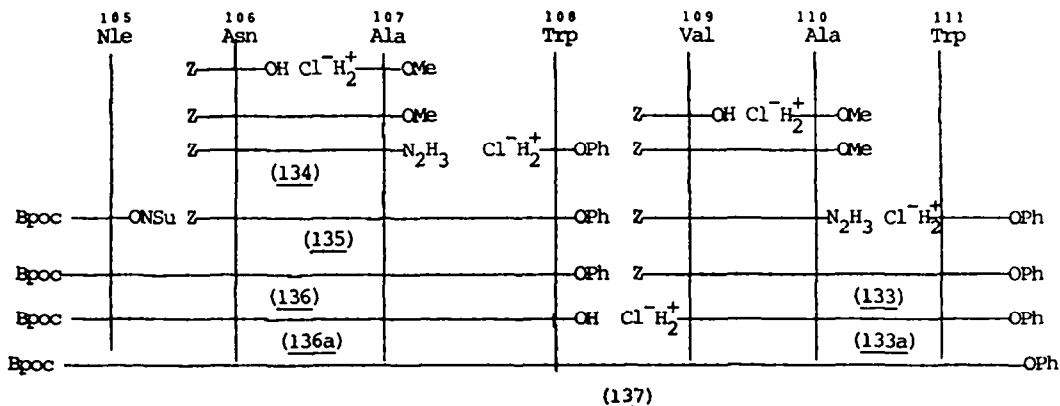 105 106 107 108 109 110 111
Nle Asn Ala Trp Val Ala Trp
Z OH Cl⁻H₂⁺ OMe
Z OMe Z OH Cl⁻H₂⁺ OMe
Z N₂H₃ Cl⁻H₂⁺ OPh Z OMe
(134)
Bpoc ONSu Z OPh Z N₂H₃ Cl⁻H₂⁺ OPh
(135)
Bpoc OPh Z OPh
(136) (133)
Bpoc OH Cl⁻H₂⁺ OPh
(136a) (133a)
Bpoc OPh
(137)